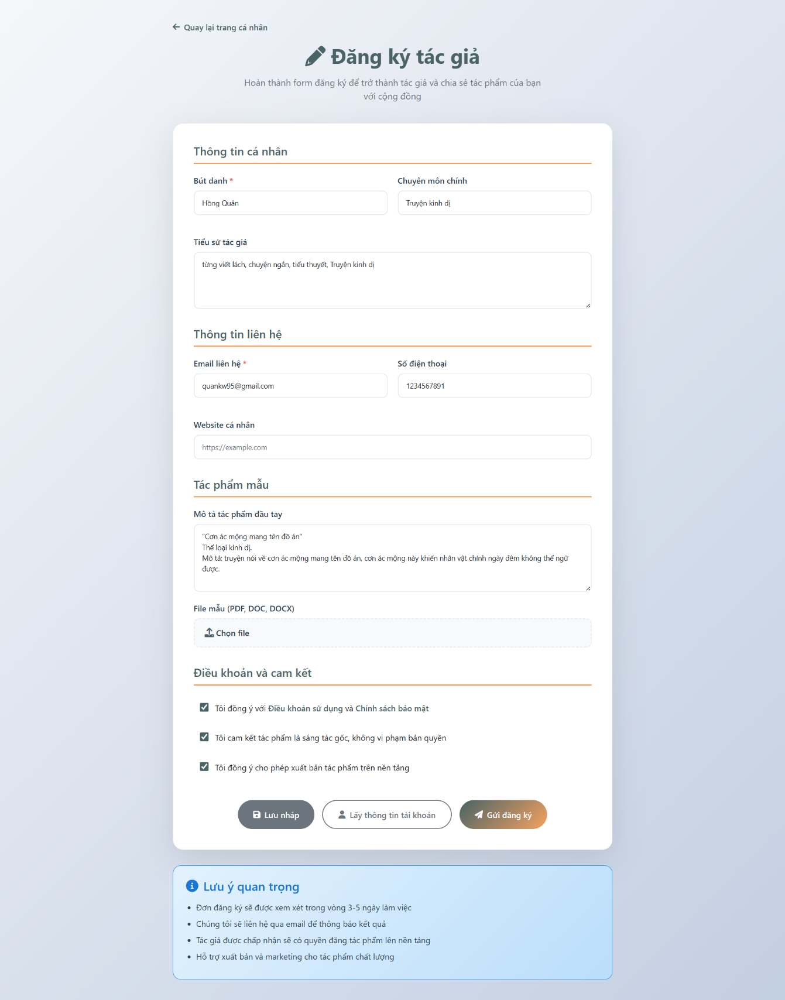 Quay lại trang cá nhân
Đăng ký tác giả
Hoàn thành form đăng ký để trở thành tác giả và chia sẻ tác phẩm của bạn
với cộng đồng
Thông tin cá nhân
Bút danh *
Chuyên môn chính
Hồng Quân
Truyện kinh dị
Tiểu sử tác giả
từng viết lách, chuyện ngắn, tiểu thuyết, Truyện kinh dị
Thông tin liên hệ
Email liên hệ *
Số điện thoại
quankw95@gmail.com
1234567891
Website cá nhân
https://example.com
Tác phẩm mẫu
Mô tả tác phẩm đầu tay
"Cơn ác mộng mang tên đồ án"
Thể loại kinh dị.
Mô tả: truyện nói về cơn ác mộng mang tên đồ án, cơn ác mộng này khiến nhân vật chính ngày đêm không thể ngử
được.
File mẫu (PDF, DOC, DOCX)
Chọn file
Điều khoản và cam kết
Tôi đồng ý với Điều khoản sử dụng và Chính sách bảo mật
Tôi cam kết tác phẩm là sáng tác gốc, không vi phạm bản quyền
Tôi đồng ý cho phép xuất bản tác phẩm trên nền tảng
Lưu nháp
Lấy thông tin tài khoản
Gửi đăng ký
Lưu ý quan trọng
• Đơn đăng ký sẽ được xem xét trong vòng 3-5 ngày làm việc
• Chúng tôi sẽ liên hệ qua email để thông báo kết quả
• Tác giả được chấp nhận sẽ có quyền đăng tác phẩm lên nền tảng
• Hỗ trợ xuất bản và marketing cho tác phẩm chất lượng